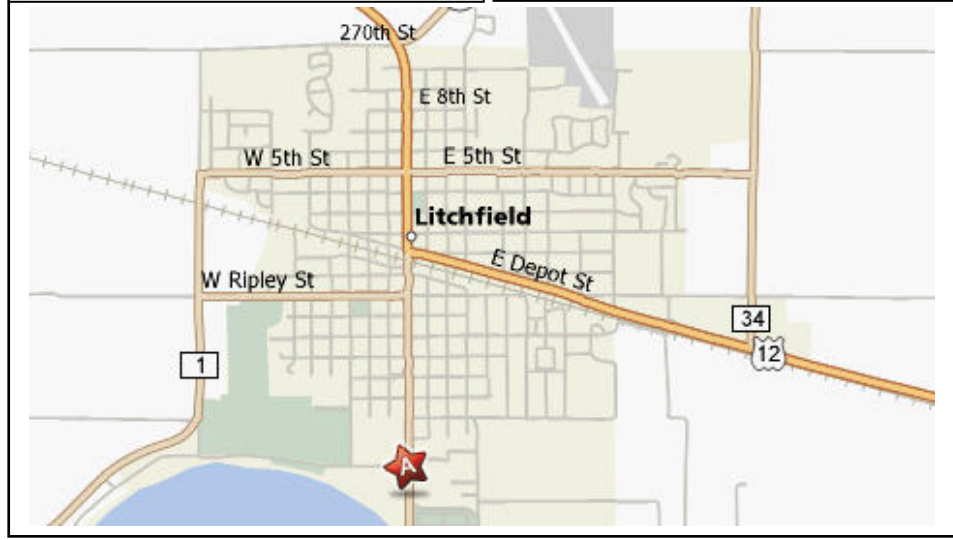 270th St
E 8th St
W 5th St
E 5th St
Litchfield
E Depot St
W Ripley St
34
12
1
A